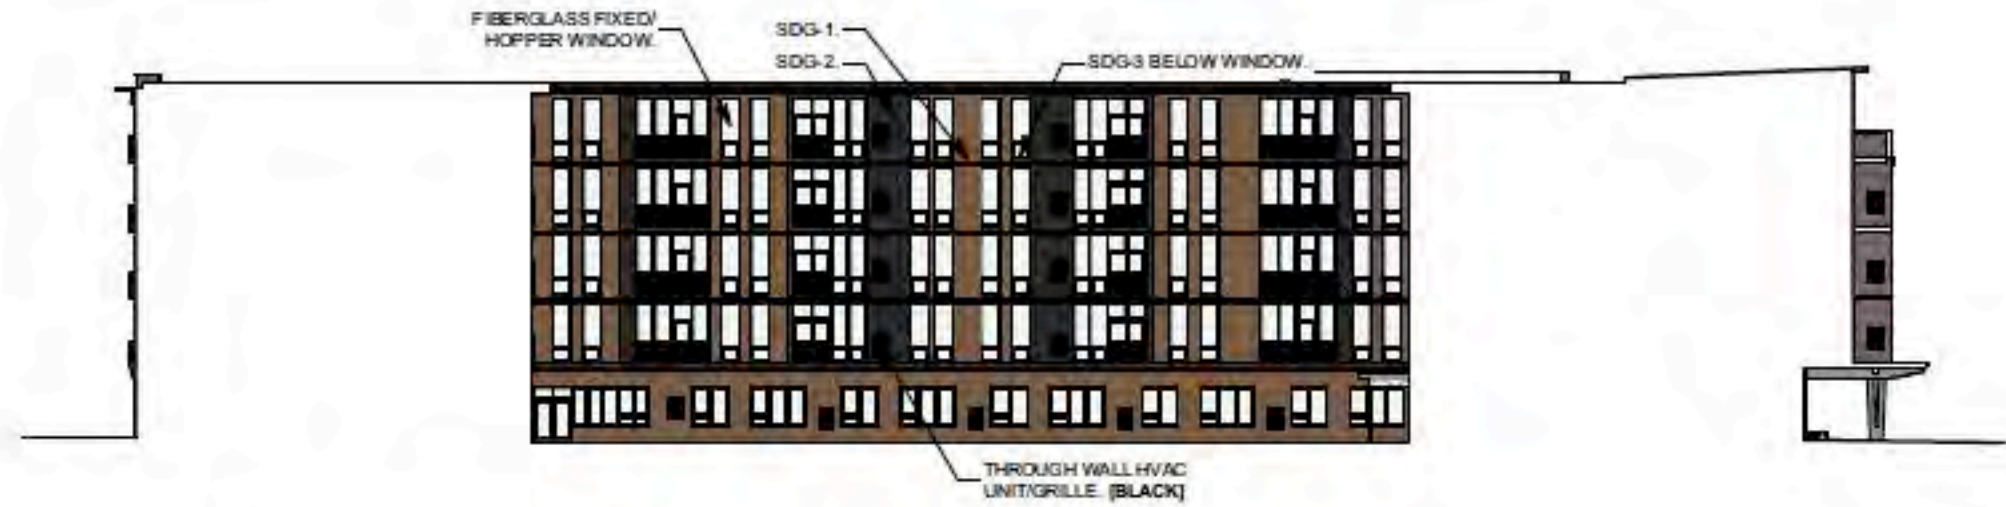 FIBERGLASS FIXED/
HOPPER WINDOW.
SDG-1.
SDG-2.
SDG-3 BELOW WINDOW.
THROUGH WALL HVAC
UNIT/GRILLE. [BLACK]